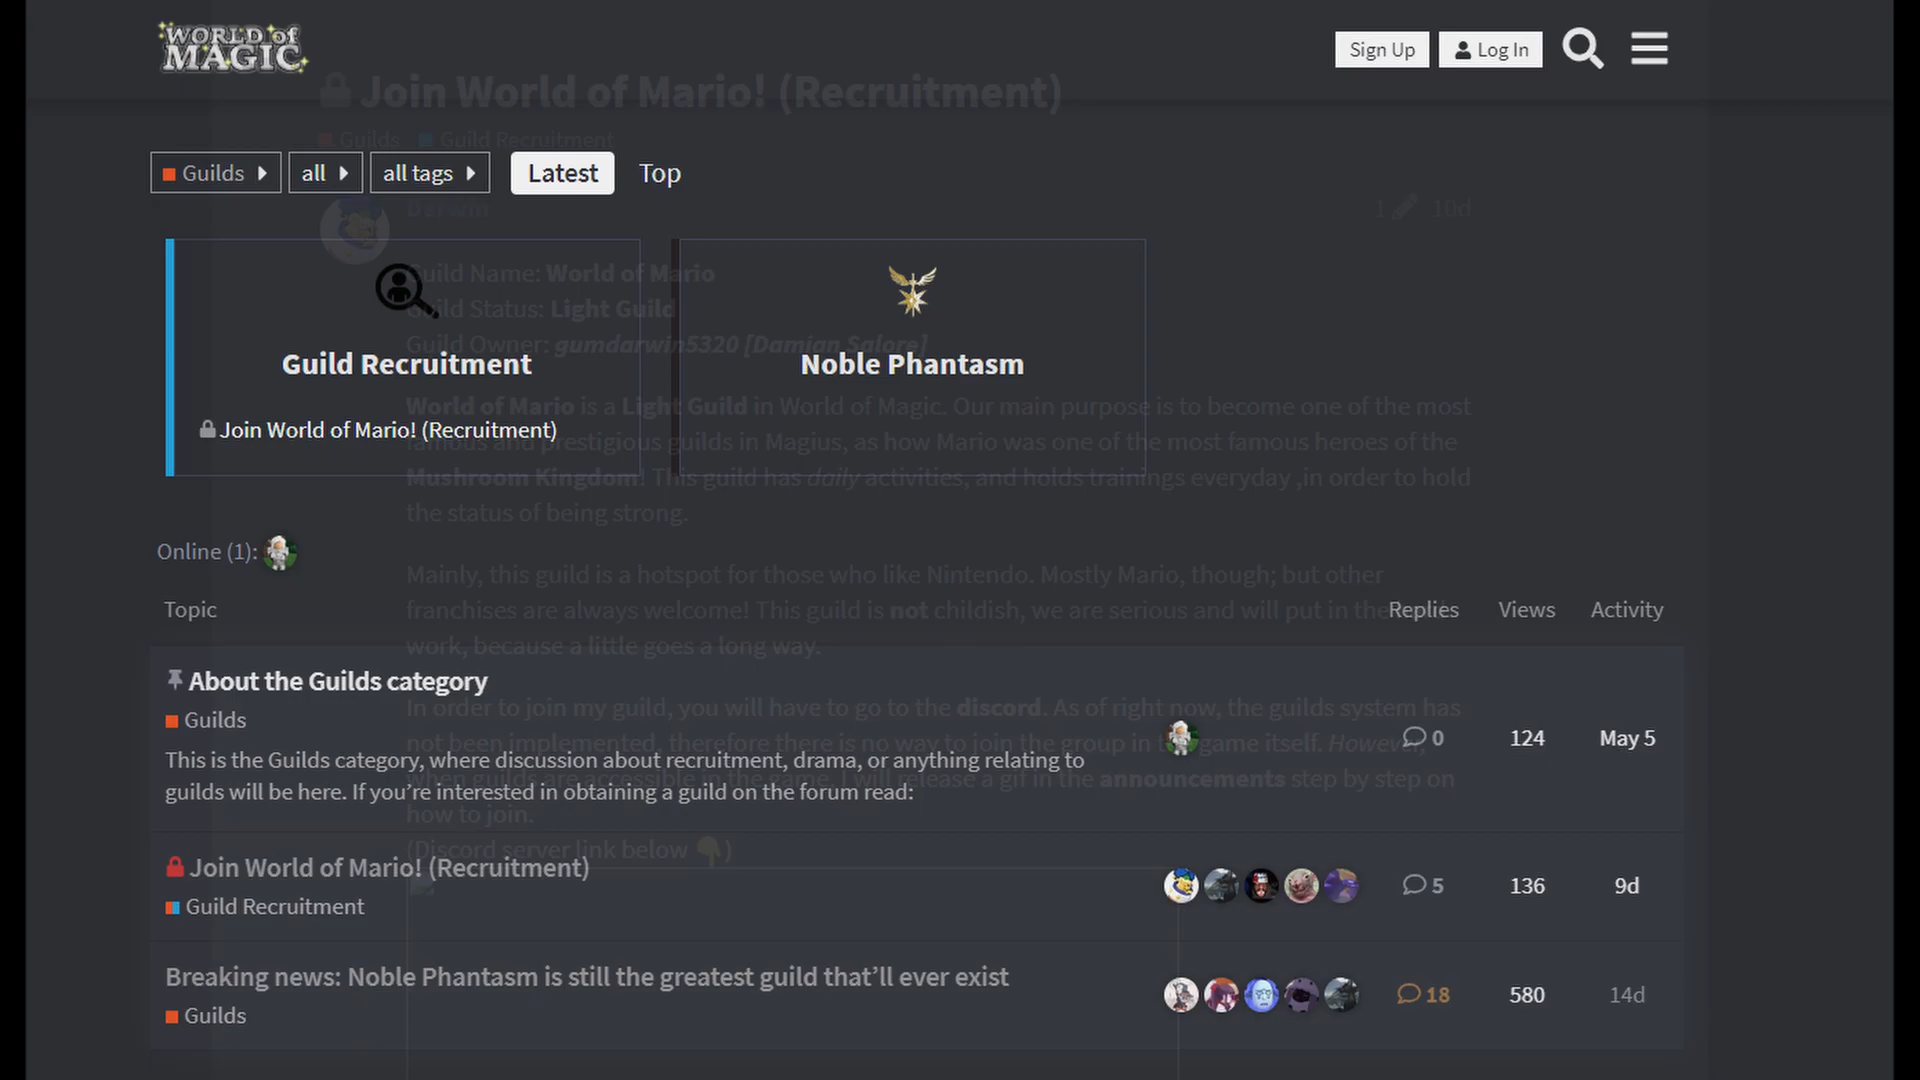 WORLD of
MAGIC
Sign Up
Log In
Join World of Mario! (Recruitment)
Guilds Guild Recruitment
Guilds
all
all tags
Latest
Top
Darwin
1
10d
Guild Name: World of Mario
Guild Status: Light Guild
Guild Owner: gumdarwin5320 [Damian Salore]
Guild Recruitment
Noble Phantasm
World of Mario is a Light Guild in World of Magic. Our main purpose is to become one of the most
Join World of Mario! (Recruitment)
famous and prestigious guilds in Magius, as how Mario was one of the most famous heroes of the
Mushroom Kingdom! This guild has daily activities, and holds trainings everyday ,in order to hold
the status of being strong.
Online (1):
Mainly, this guild is a hotspot for those who like Nintendo. Mostly Mario, though; but other
franchises are always welcome! This guild is not childish, we are serious and will put in the
work, because a little goes a long way.
Topic
Replies
Views
Activity
About the Guilds category
Guilds
This is the Guilds category, where discussion about recruitment, drama, or anything relating to
guilds will be here. If you’re interested in obtaining a guild on the forum read:
0
124
May 5
In order to join my guild, you will have to go to the discord. As of right now, the guilds system has
not been implemented, therefore there is no way to join the group in game itself. However,
when guilds are accessible in the game, I will release a gif in the announcements step by step on
how to join.
(Discord server link below )
Join World of Mario! (Recruitment)
Guild Recruitment
5
136
9d
Breaking news: Noble Phantasm is still the greatest guild that’ll ever exist
Guilds
18
580
14d